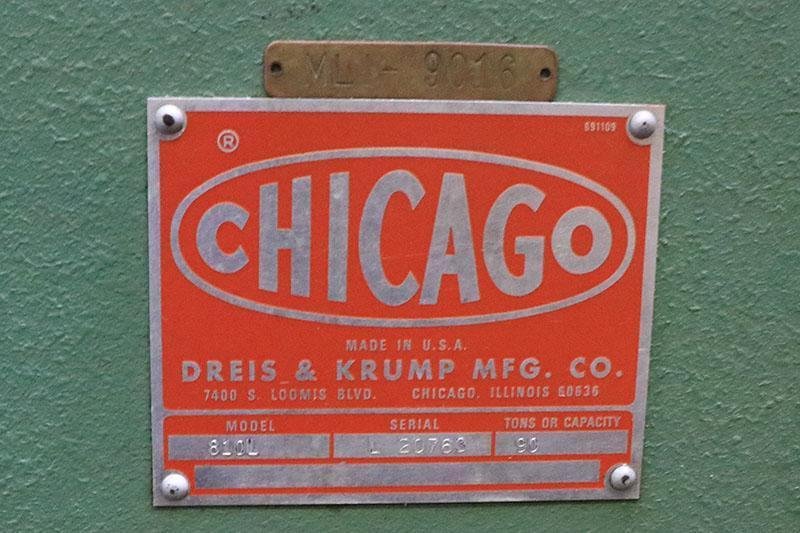 ML - 9016
691109
®
CHICAGO
MADE IN U.S.A.
DREIS & KRUMP MFG. CO.
7400 S. LOOMIS BLVD. CHICAGO, ILLINOIS 60636
MODEL SERIAL TONS OR CAPACITY
810L L 20763 90